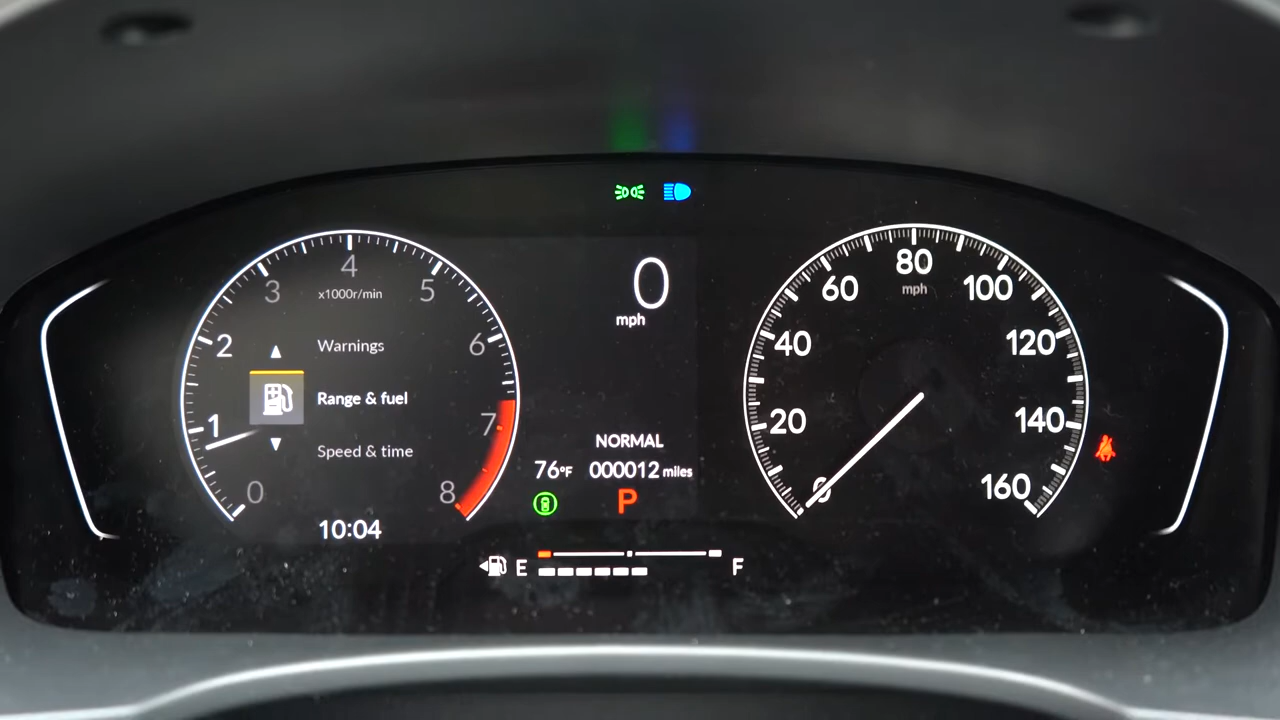 0
mph
4
3
5
x1000r/min
2
6
Warnings
Range & fuel
7
1
Speed & time
0
8
10:04
NORMAL
76°F
000012 miles
P
E
F
80
mph
60
100
40
120
20
140
0
160